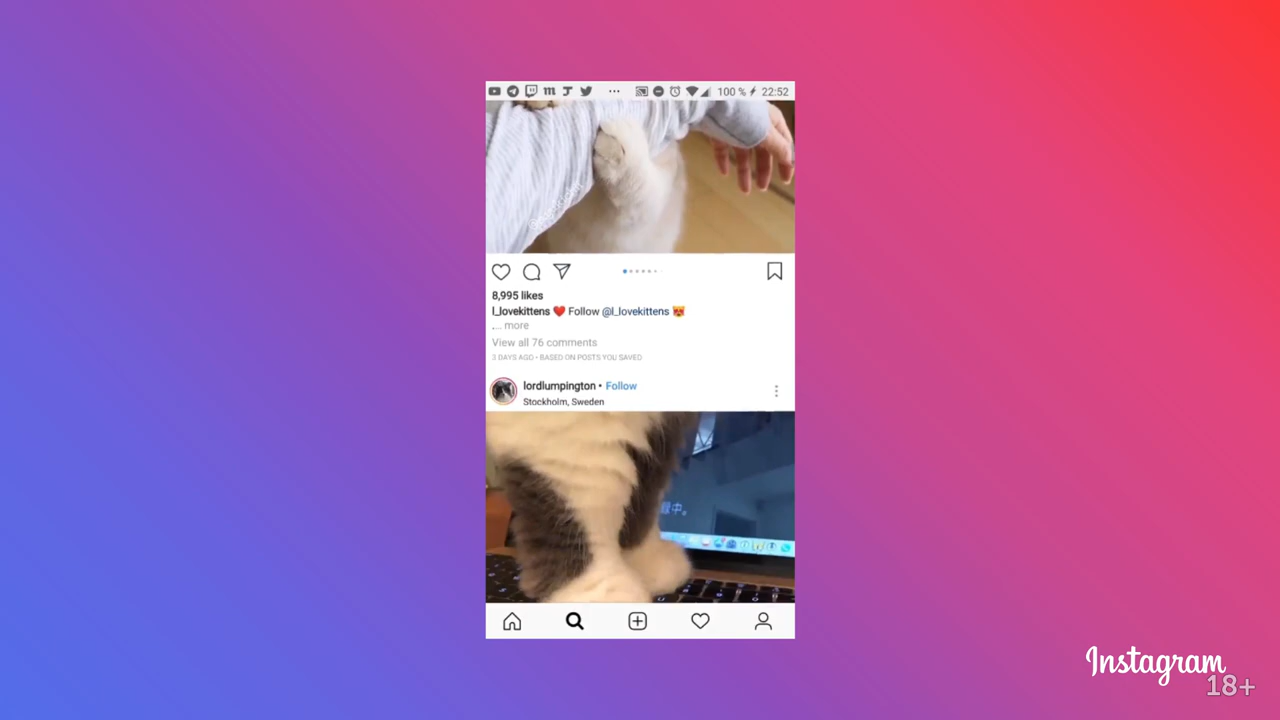 100 % 22:52
8,995 likes
l_lovekittens ❤️ Follow @l_lovekittens 😻
... more
View all 76 comments
3 DAYS AGO • BASED ON POSTS YOU SAVED
lordlumpington • Follow
Stockholm, Sweden
中。
Instagram
18+